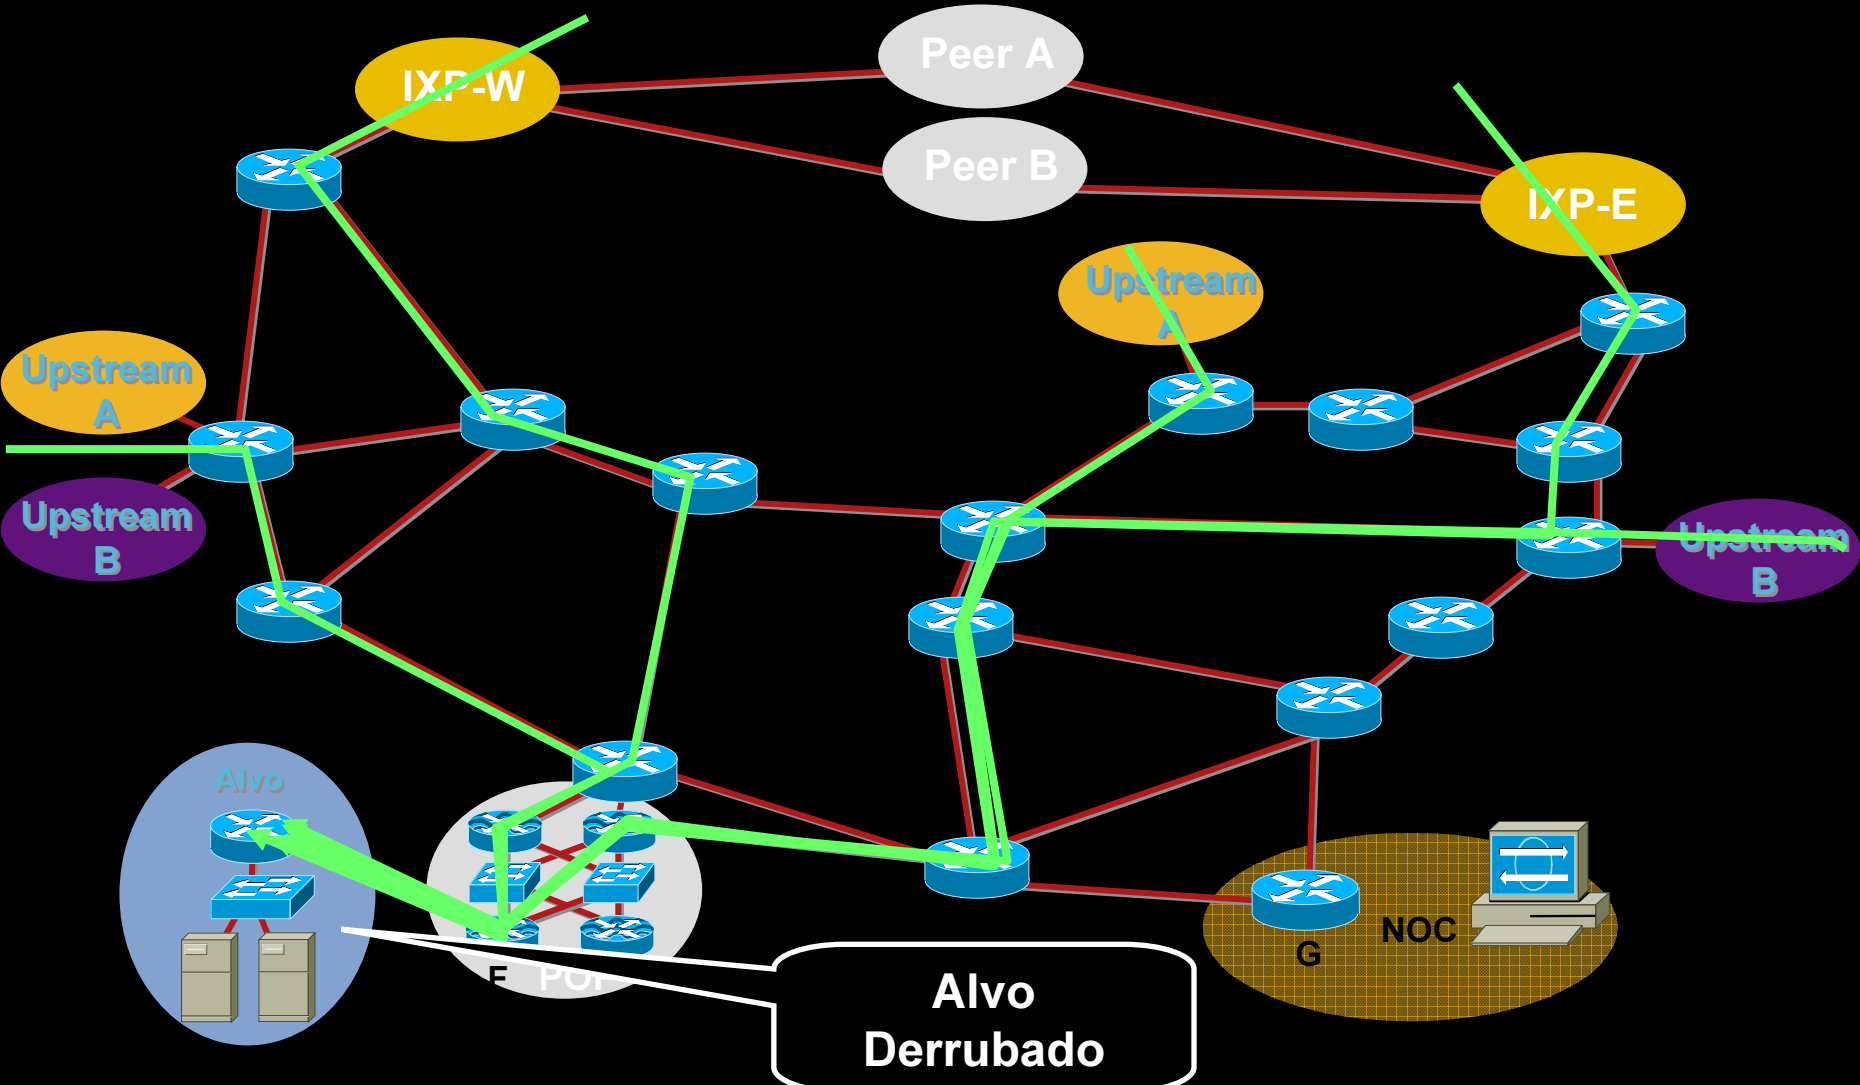 Peer A
IXP-W
Peer B
IXP-E
Upstream
A
Upstream
A
Upstream
B
Upstream
B
Alvo
NOC
G
F
Alvo
Derrubado